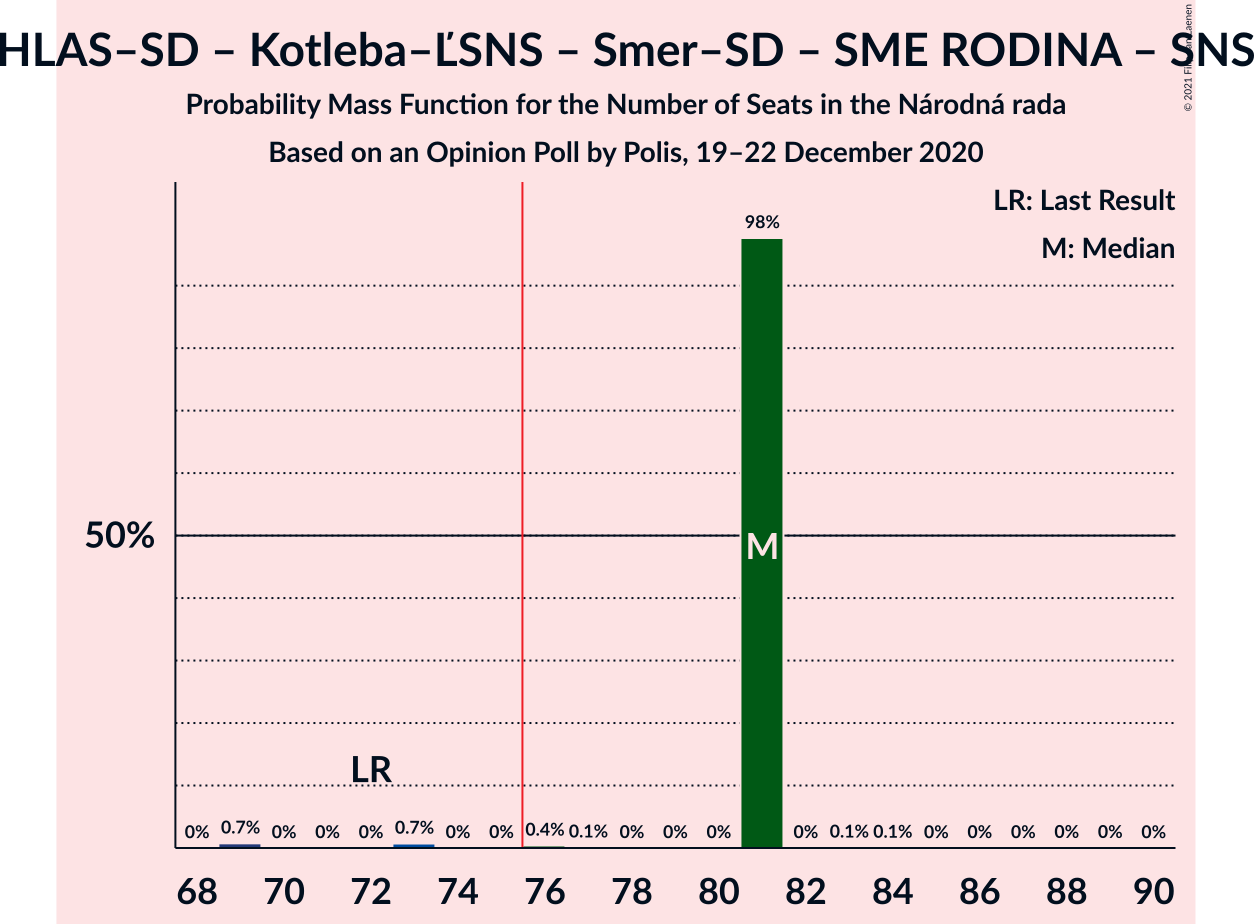 HLAS–SD – Kotleba–ĽSNS – Smer–SD – SME RODINA – SNS
Probability Mass Function for the Number of Seats in the Národná rada
Based on an Opinion Poll by Polis, 19–22 December 2020
© 2021 Filip van Laenen
LR: Last Result
M: Median
98%
50%
M
LR
0% 0.7% 0% 0% 0% 0.7% 0% 0% 0.4% 0.1% 0% 0% 0% 0% 0.1% 0.1% 0% 0% 0% 0% 0% 0%
68 70 72 74 76 78 80 82 84 86 88 90